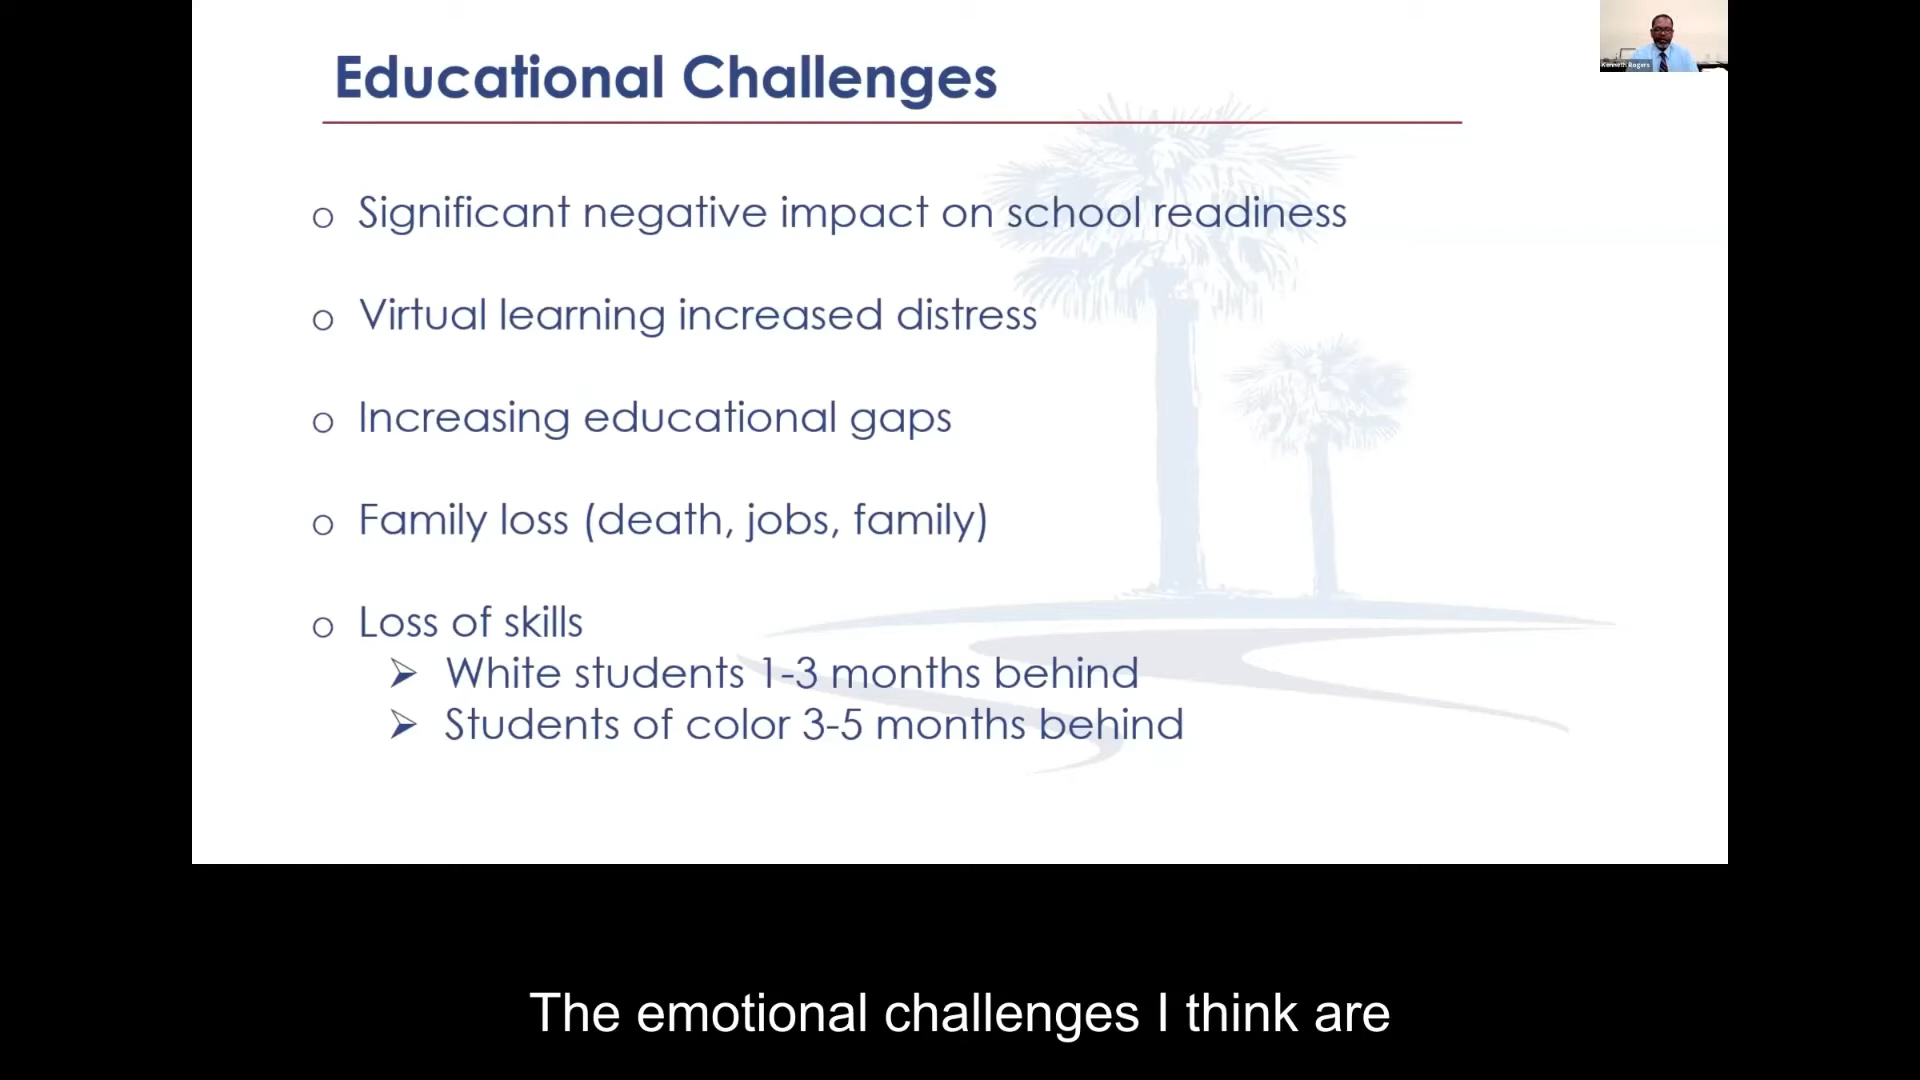 Educational Challenges
Kenneth Rogers
o Significant negative impact on school readiness
o Virtual learning increased distress
o Increasing educational gaps
o Family loss (death, jobs, family)
o Loss of skills
➢ White students 1-3 months behind
➢ Students of color 3-5 months behind
The emotional challenges I think are